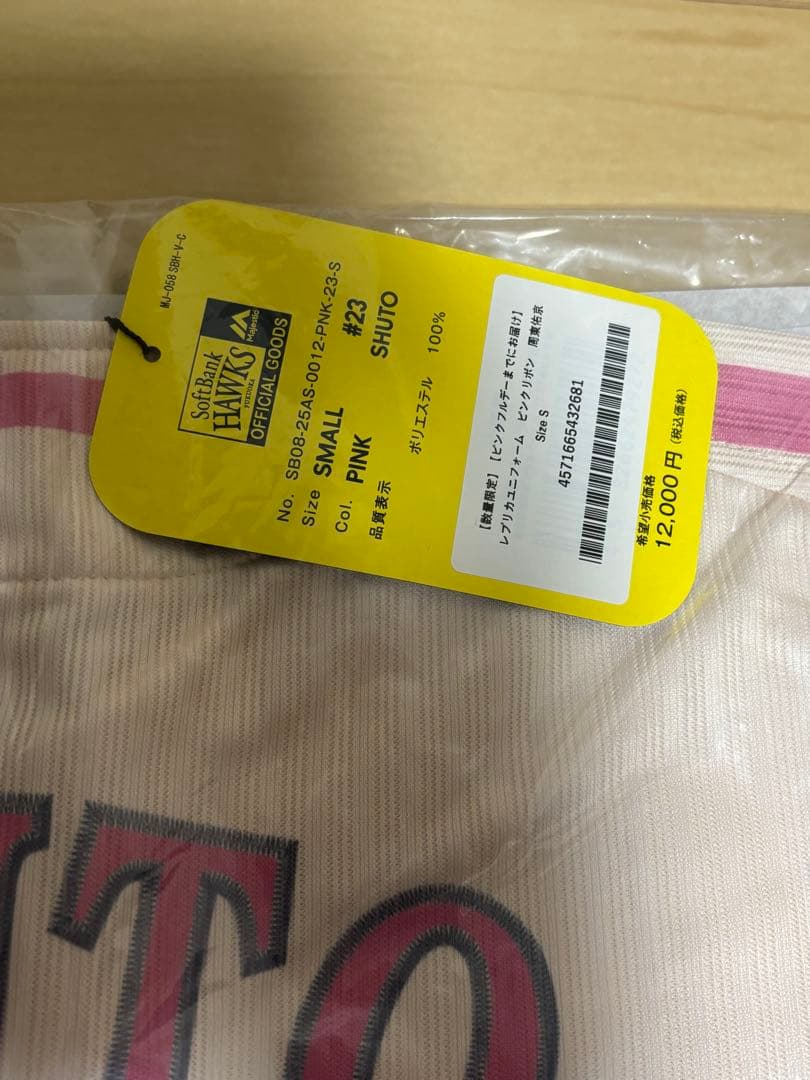 MJ-058 SBH-V-C
SoftBank
HAWKS
FUKUOKA
Majestic
OFFICIAL GOODS
No. SB08-25AS-0012-PNK-23-S
Size SMALL #23
Col. PINK SHUTO
品質表示 ポリエステル 100%
【数量限定】【ピンクフルデーまでにお届け】
レプリカユニフォーム ピンクリボン 周東佑京
Size S
4571665432681
希望小売価格
12,000円(税込価格)
TO